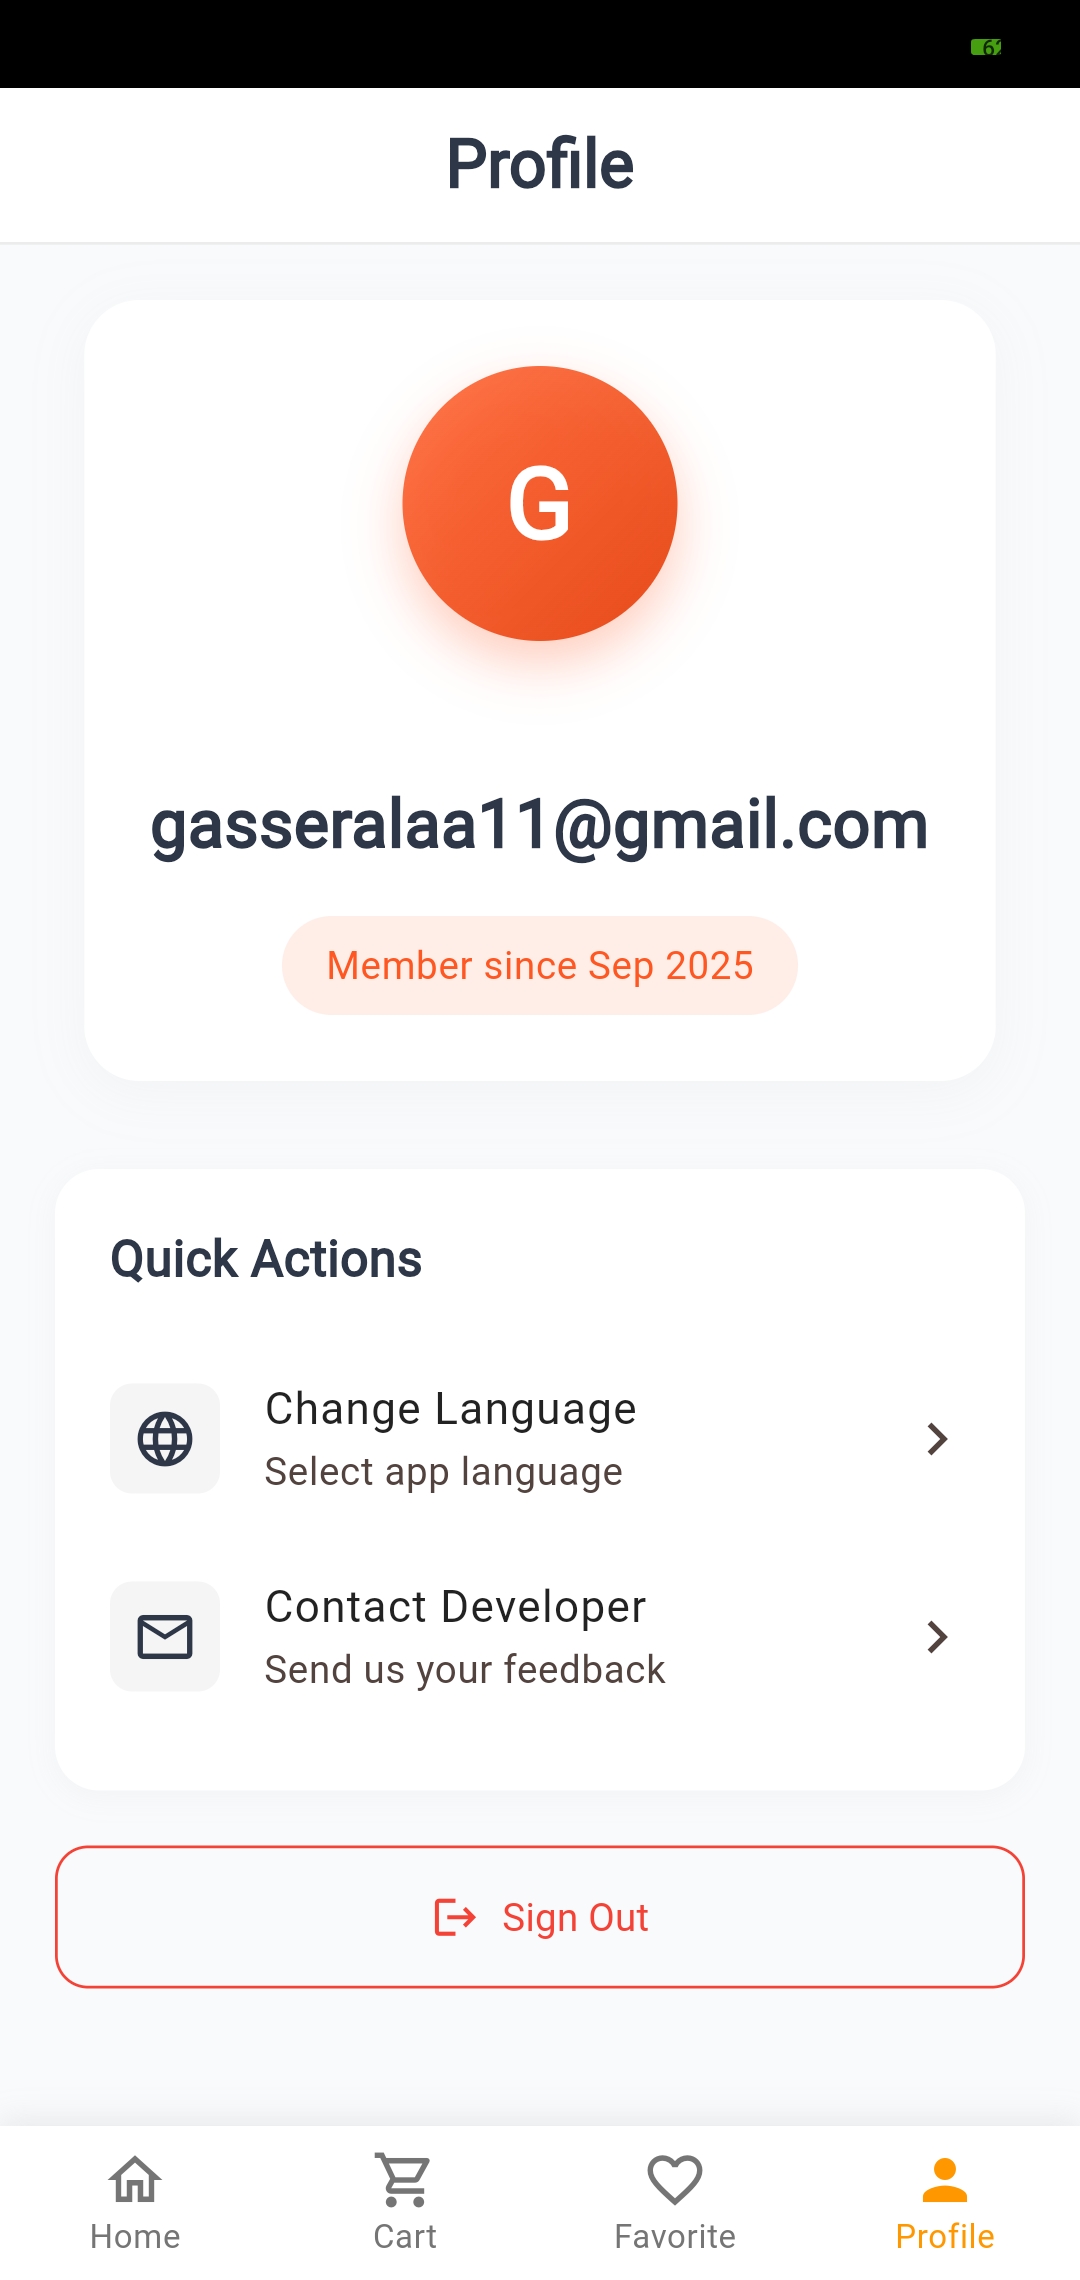 Profile
G
gasseralaa11@gmail.com
Member since Sep 2025
Quick Actions
Change Language
Select app language
Contact Developer
Send us your feedback
Sign Out
Home
Cart
Favorite
Profile